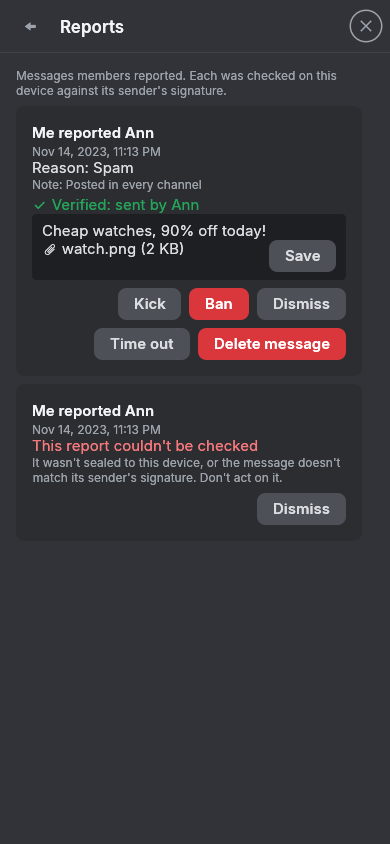 Reports
Messages members reported. Each was checked on this
device against its sender's signature.
Me reported Ann
Nov 14, 2023, 11:13 PM
Reason: Spam
Note: Posted in every channel
Verified: sent by Ann
Cheap watches, 90% off today!
watch.png (2 KB)
Save
Kick
Ban
Dismiss
Time out
Delete message
Me reported Ann
Nov 14, 2023, 11:13 PM
This report couldn't be checked
It wasn't sealed to this device, or the message doesn't
match its sender's signature. Don't act on it.
Dismiss